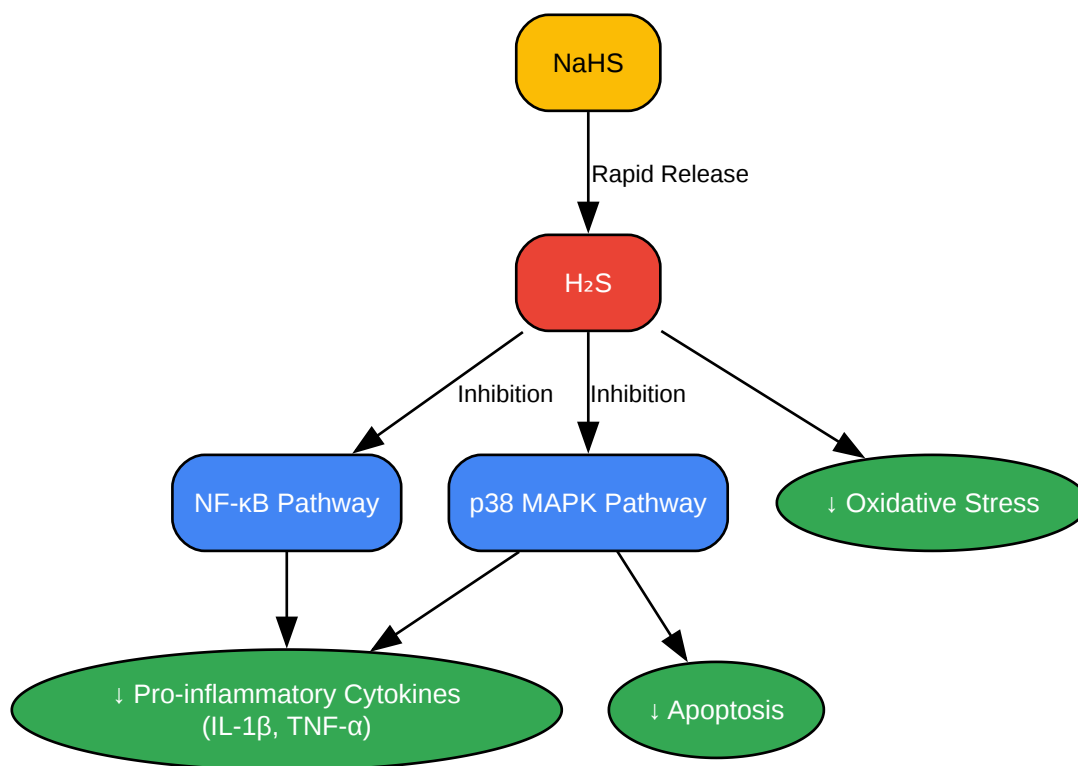 NaHS
Rapid Release
H₂S
Inhibition
Inhibition
NF-κB Pathway
p38 MAPK Pathway
↓ Oxidative Stress
↓ Pro-inflammatory Cytokines
(IL-1β, TNF-α)
↓ Apoptosis